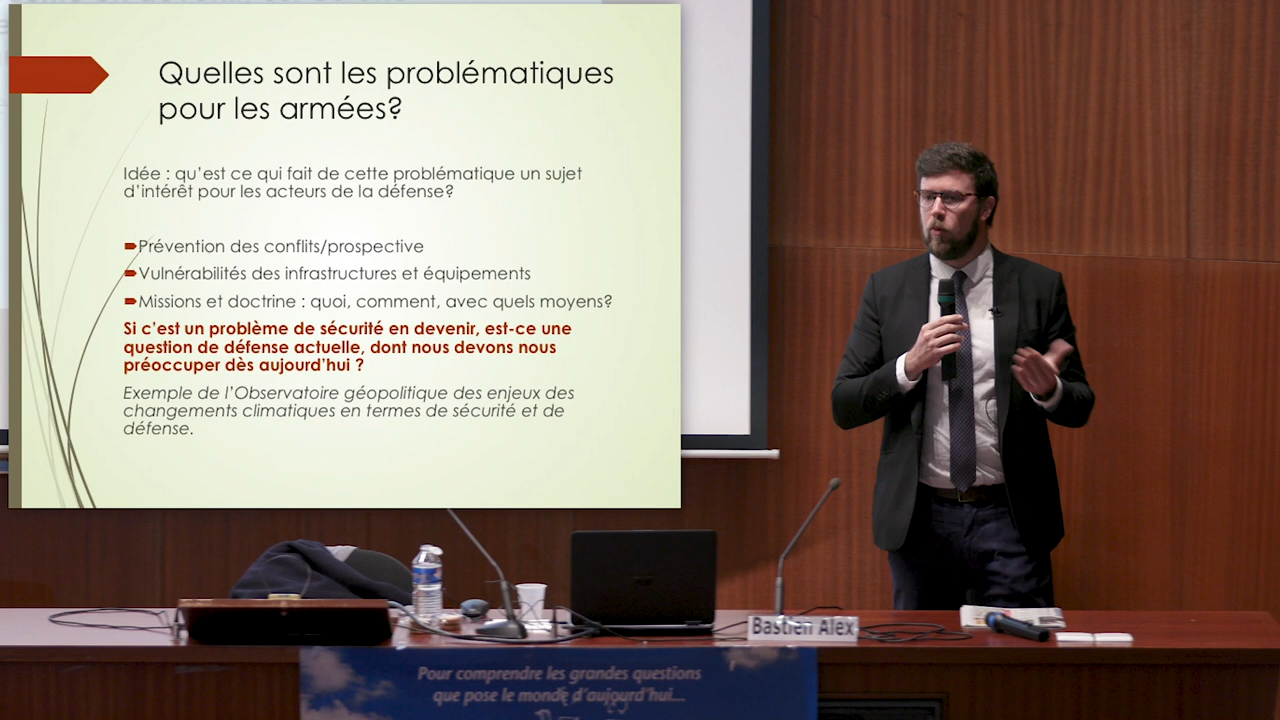 Quelles sont les problématiques
pour les armées?
Idée : qu'est ce qui fait de cette problématique un sujet
d'intérêt pour les acteurs de la défense?
Prévention des conflits/prospective
Vulnérabilités des infrastructures et équipements
Missions et doctrine : quoi, comment, avec quels moyens?
Si c'est un problème de sécurité en devenir, est-ce une
question de défense actuelle, dont nous devons nous
préoccuper dès aujourd'hui ?
Exemple de l'Observatoire géopolitique des enjeux des
changements climatiques en termes de sécurité et de
défense.
Bastien Alex
Pour comprendre les grandes questions
que pose le monde d'aujourd'hui...